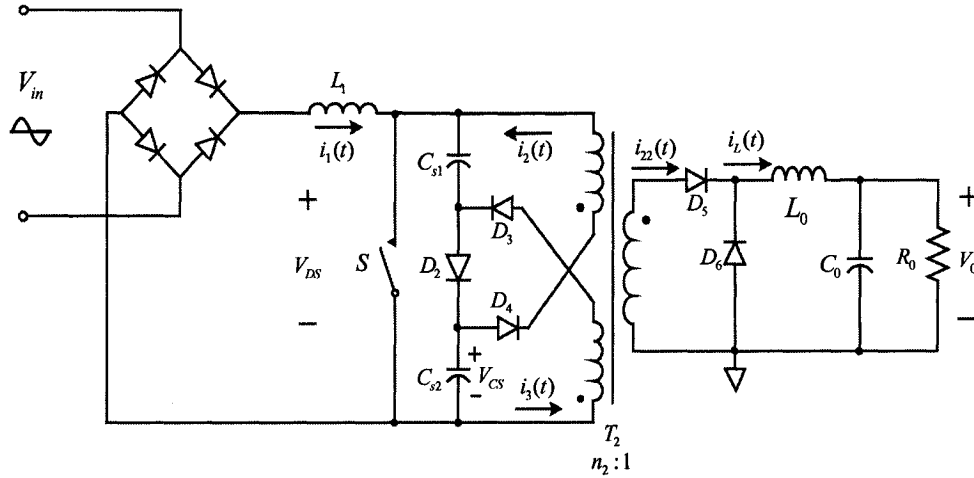 V_in
L_1
i_1(t)
i_2(t)
i_22(t)
i_L(t)
C_s1
D_5
L_0
+
D_3
+
V_DS
S
D_2
D_6
C_0
R_0
V_0
D_4
−
−
+
C_s2
V_CS
−
i_3(t)
T_2
n_2 : 1